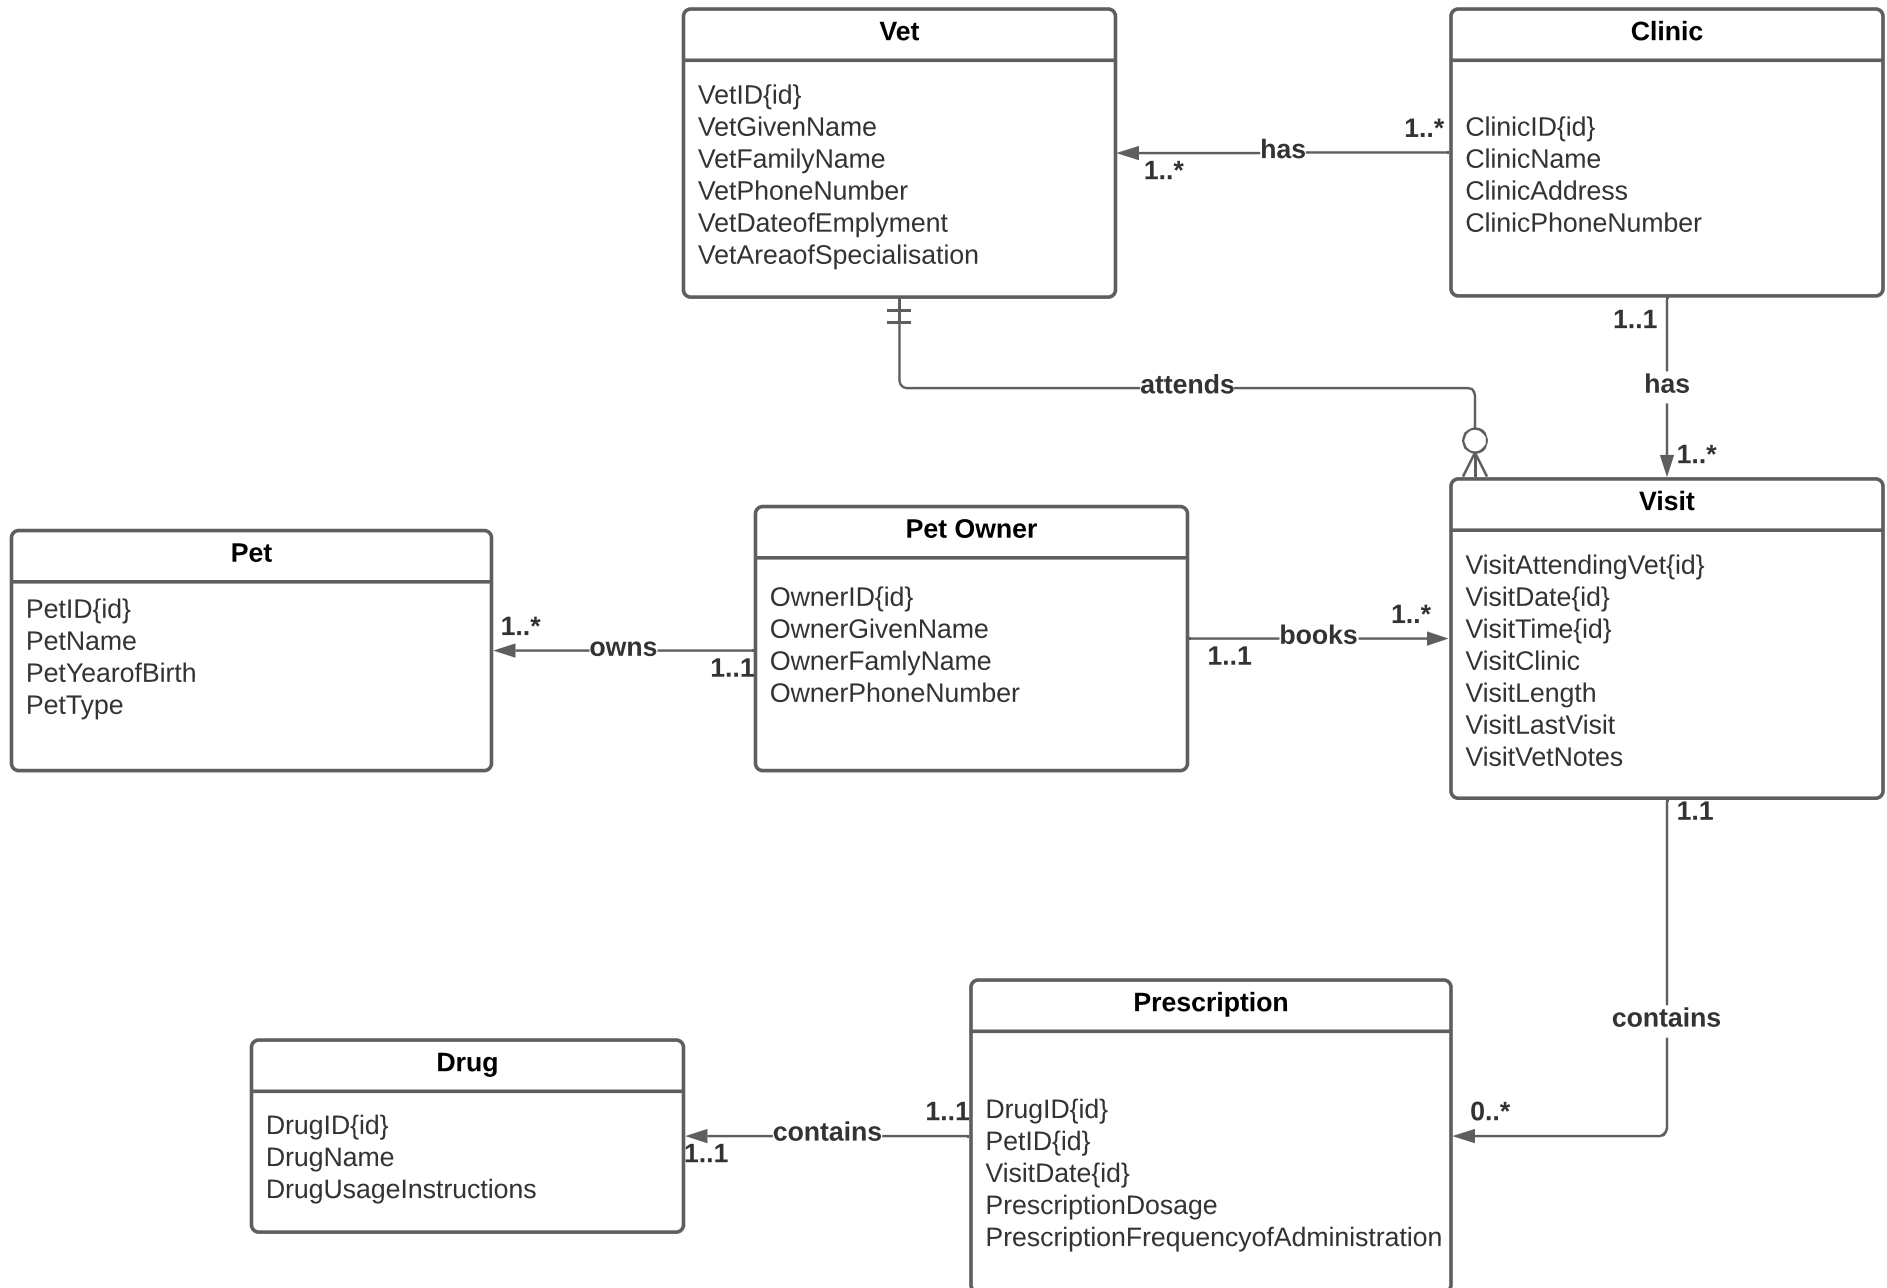 Vet
VetID{id}
VetGivenName
VetFamilyName
VetPhoneNumber
VetDateofEmplyment
VetAreaofSpecialisation
1..*
has
1..*
Clinic
ClinicID{id}
ClinicName
ClinicAddress
ClinicPhoneNumber
attends
1..1
has
1..*
Pet
PetID{id}
PetName
PetYearofBirth
PetType
1..*
owns
1..1
Pet Owner
OwnerID{id}
OwnerGivenName
OwnerFamlyName
OwnerPhoneNumber
1..1
books
1..*
Visit
VisitAttendingVet{id}
VisitDate{id}
VisitTime{id}
VisitClinic
VisitLength
VisitLastVisit
VisitVetNotes
1.1
contains
0..*
Drug
DrugID{id}
DrugName
DrugUsageInstructions
1..1
contains
1..1
Prescription
DrugID{id}
PetID{id}
VisitDate{id}
PrescriptionDosage
PrescriptionFrequencyofAdministration